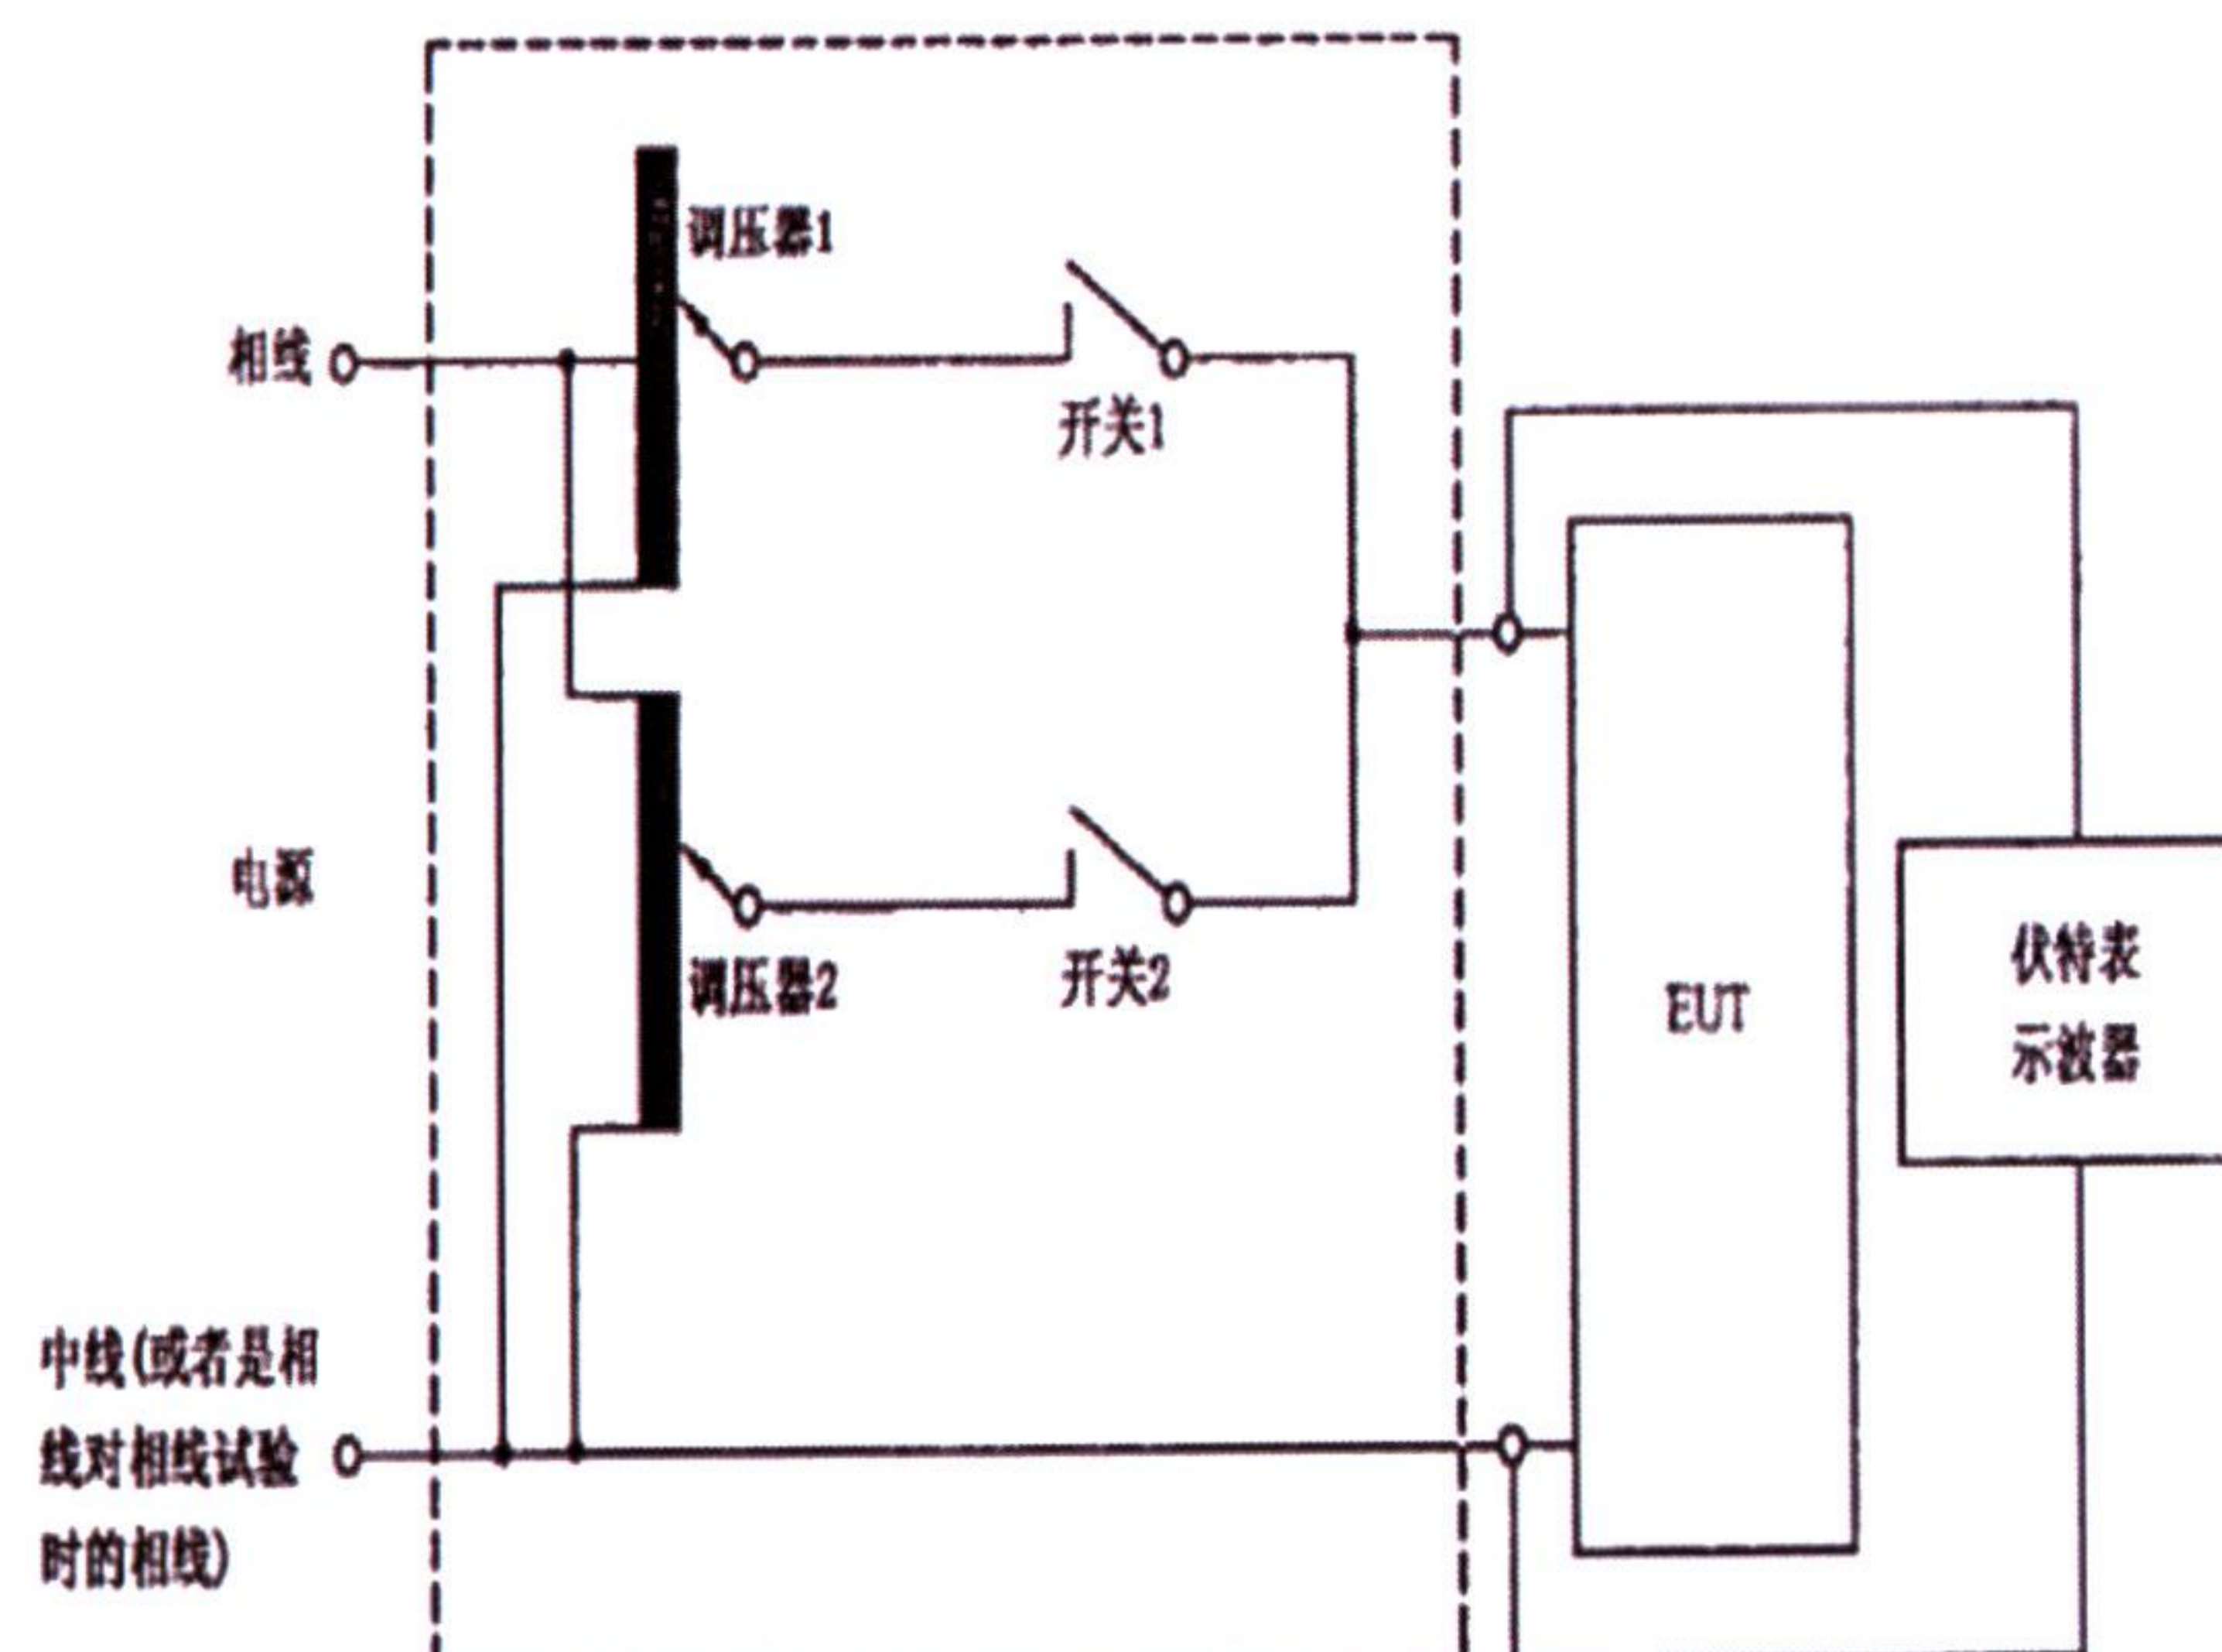 调压器1
相线
开关1
电源
调压器2
开关2
EUT
伏特表
示波器
中线(或者是相
线对相线试验
时的相线)